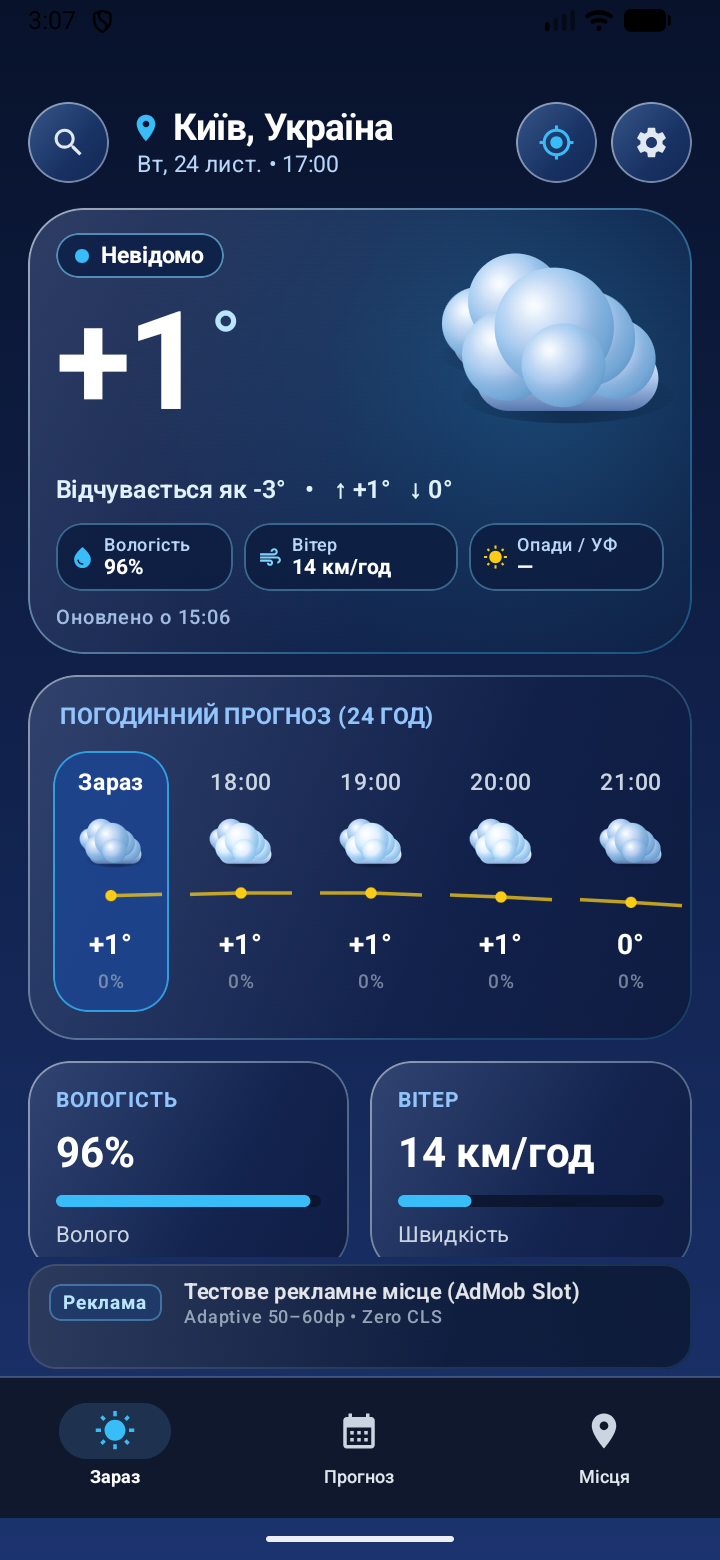 3:07
Київ, Україна
Вт, 24 лист. • 17:00
Невідомо
+1°
Відчувається як -3° • ↑ +1° ↓ 0°
Вологість
96%
Вітер
14 км/год
Опади / УФ
—
Оновлено о 15:06
ПОГОДИННИЙ ПРОГНОЗ (24 ГОД)
Зараз 18:00 19:00 20:00 21:00
+1° +1° +1° +1° 0°
0% 0% 0% 0% 0%
ВОЛОГІСТЬ
96%
Волого
ВІТЕР
14 км/год
Швидкість
Реклама
Тестове рекламне місце (AdMob Slot)
Adaptive 50–60dp • Zero CLS
Зараз Прогноз Місця